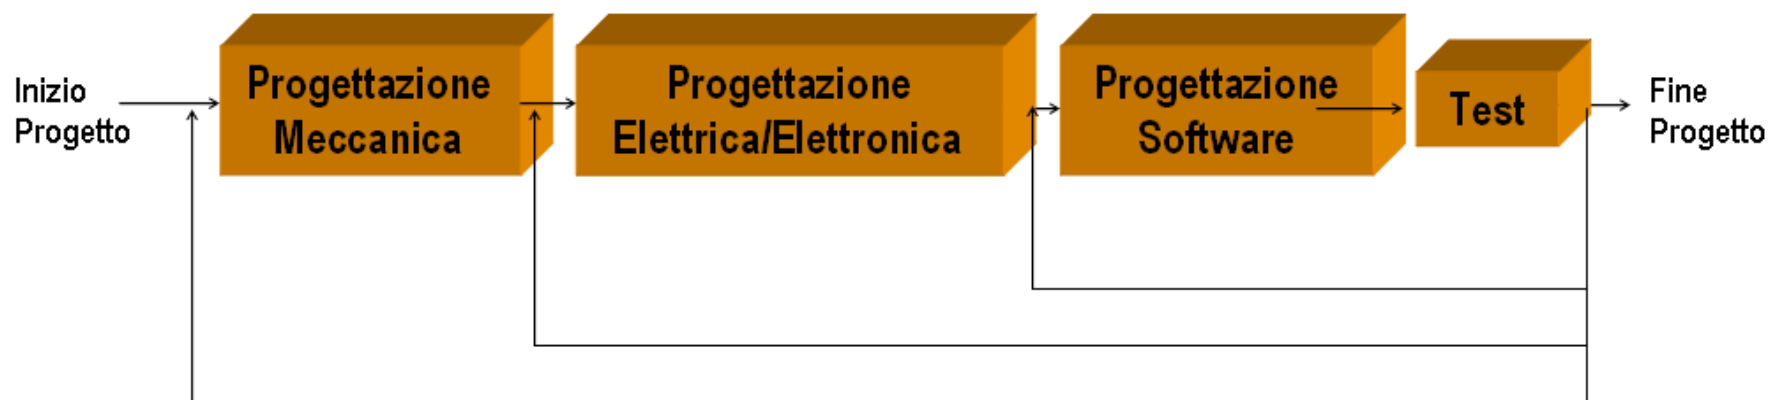 Inizio
Progetto
Progettazione
Meccanica
Progettazione
Elettrica/Elettronica
Progettazione
Software
Test
Fine
Progetto